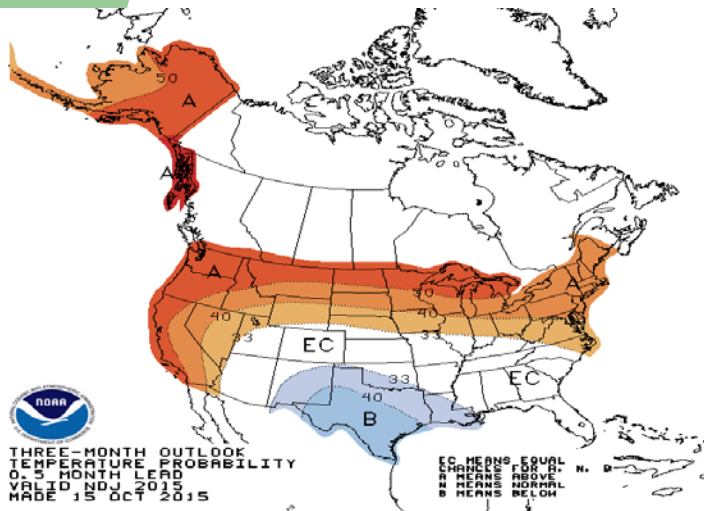 50
A
A
A
50
40
40
40
33
33
EC
A
EC
33
40
B
NOAA
THREE-MONTH OUTLOOK
TEMPERATURE PROBABILITY
0.5 MONTH LEAD
VALID NDJ 2015
MADE 15 OCT 2015
EC MEANS EQUAL
CHANCES FOR A, N, B
A MEANS ABOVE
N MEANS NORMAL
B MEANS BELOW